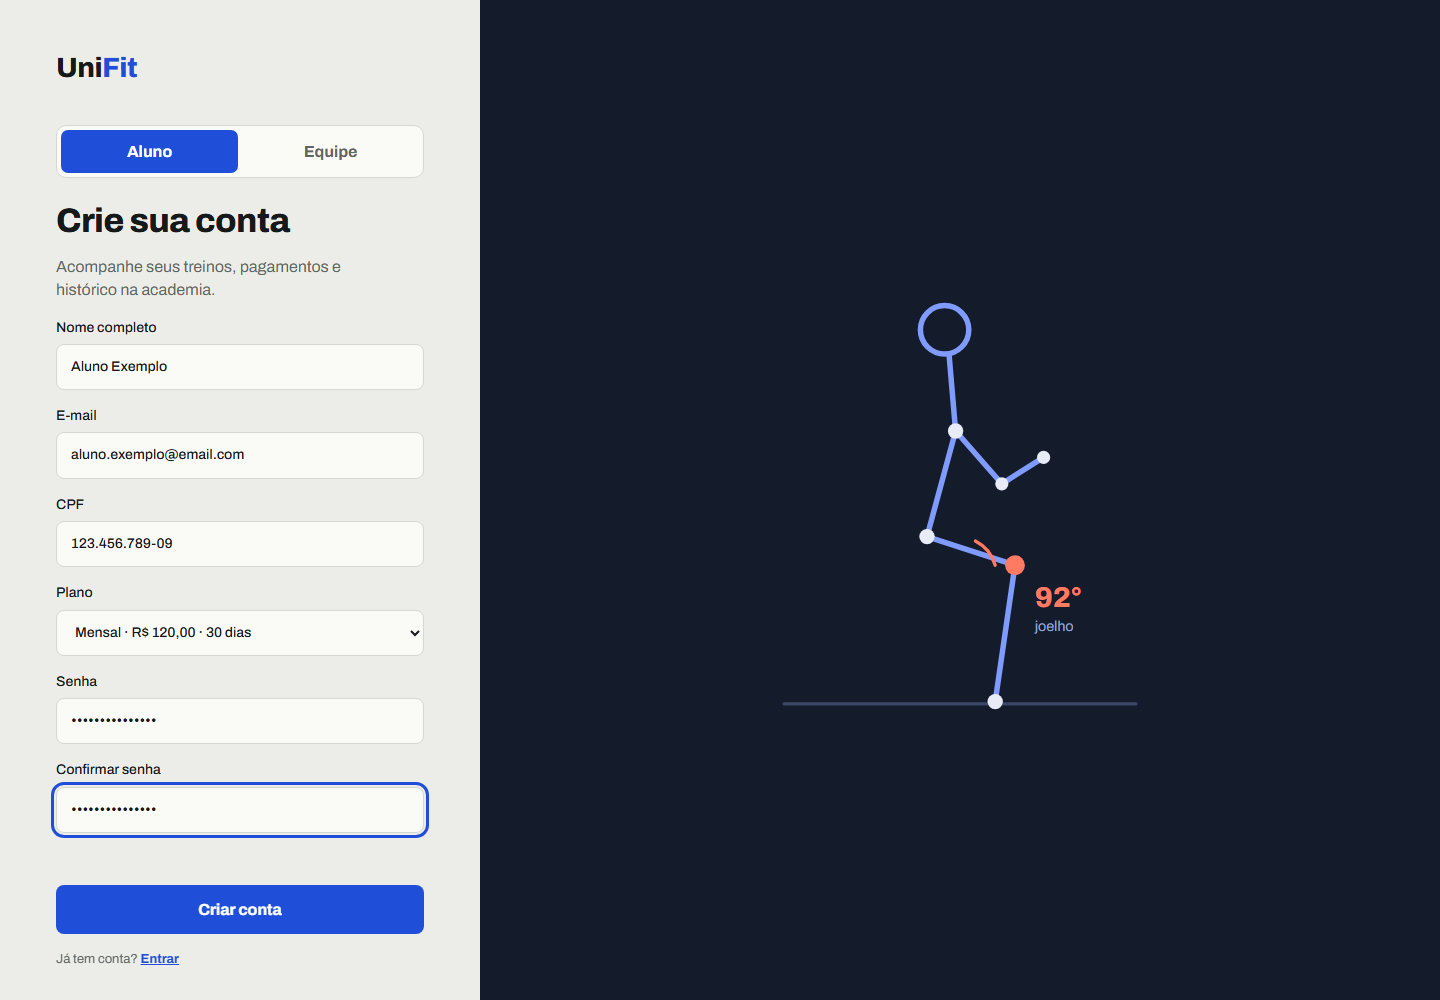 UniFit
Aluno
Equipe
Crie sua conta
Acompanhe seus treinos, pagamentos e
histórico na academia.
Nome completo
Aluno Exemplo
E-mail
aluno.exemplo@email.com
CPF
123.456.789-09
Plano
Mensal · R$ 120,00 · 30 dias
Senha
•••••••••••••••
Confirmar senha
•••••••••••••••
Criar conta
Já tem conta? Entrar
92°
joelho